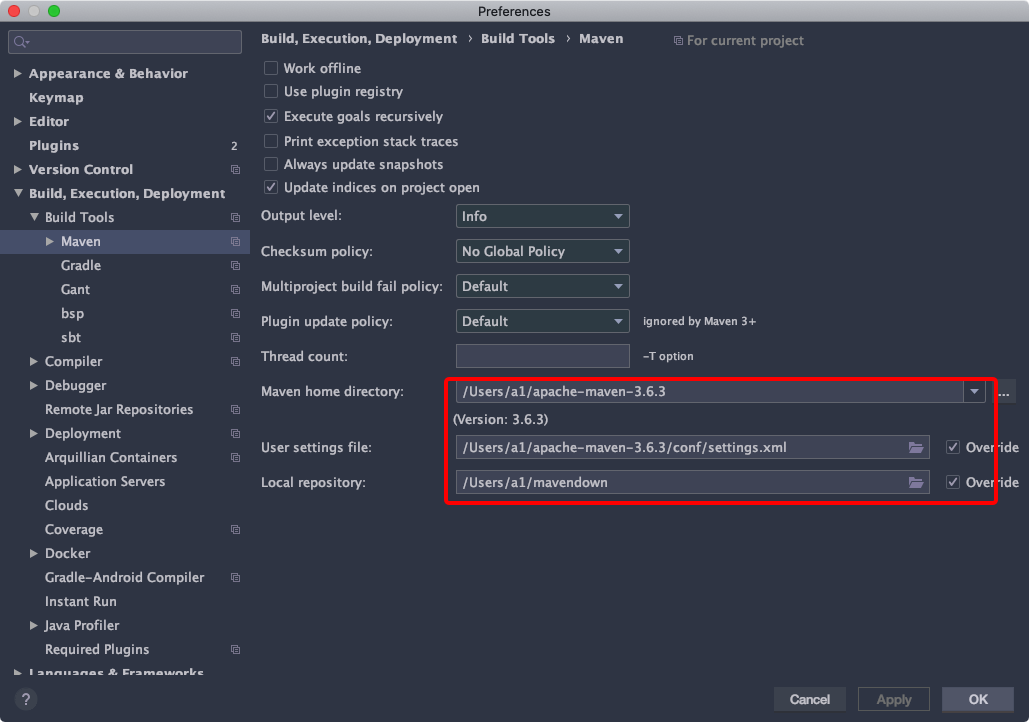 Preferences
Appearance & Behavior
Keymap
Editor
Plugins 2
Version Control
Build, Execution, Deployment
Build Tools
Maven
Gradle
Gant
bsp
sbt
Compiler
Debugger
Remote Jar Repositories
Deployment
Arquillian Containers
Application Servers
Clouds
Coverage
Docker
Gradle-Android Compiler
Instant Run
Java Profiler
Required Plugins
Languages & Frameworks
Build, Execution, Deployment › Build Tools › Maven For current project
Work offline
Use plugin registry
Execute goals recursively
Print exception stack traces
Always update snapshots
Update indices on project open
Output level: Info
Checksum policy: No Global Policy
Multiproject build fail policy: Default
Plugin update policy: Default ignored by Maven 3+
Thread count: -T option
Maven home directory: /Users/a1/apache-maven-3.6.3 ...
(Version: 3.6.3)
User settings file: /Users/a1/apache-maven-3.6.3/conf/settings.xml Override
Local repository: /Users/a1/mavendown Override
? Cancel Apply OK